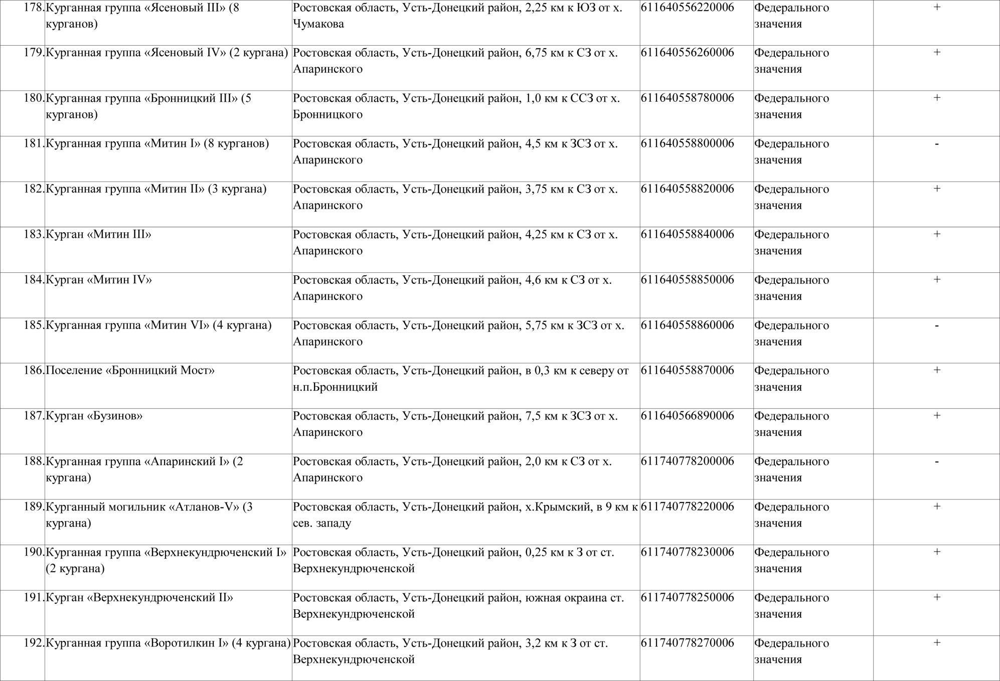 178. Курганная группа «Ясеновый III» (8 Ростовская область, Усть-Донецкий район, 2,25 км к ЮЗ от х. 611640556220006 Федерального +
курганов) Чумакова значения
179. Курганная группа «Ясеновый IV» (2 кургана) Ростовская область, Усть-Донецкий район, 6,75 км к СЗ от х. 611640556260006 Федерального +
Апаринского значения
180. Курганная группа «Бронницкий III» (5 Ростовская область, Усть-Донецкий район, 1,0 км к ССЗ от х. 611640558780006 Федерального +
курганов) Бронницкого значения
181. Курганная группа «Митин I» (8 курганов) Ростовская область, Усть-Донецкий район, 4,5 км к ЗСЗ от х. 611640558800006 Федерального -
Апаринского значения
182. Курганная группа «Митин II» (3 кургана) Ростовская область, Усть-Донецкий район, 3,75 км к СЗ от х. 611640558820006 Федерального +
Апаринского значения
183. Курган «Митин III» Ростовская область, Усть-Донецкий район, 4,25 км к СЗ от х. 611640558840006 Федерального +
Апаринского значения
184. Курган «Митин IV» Ростовская область, Усть-Донецкий район, 4,6 км к СЗ от х. 611640558850006 Федерального +
Апаринского значения
185. Курганная группа «Митин VI» (4 кургана) Ростовская область, Усть-Донецкий район, 5,75 км к ЗСЗ от х. 611640558860006 Федерального -
Апаринского значения
186. Поселение «Бронницкий Мост» Ростовская область, Усть-Донецкий район, в 0,3 км к северу от 611640558870006 Федерального +
н.п.Бронницкий значения
187. Курган «Бузинов» Ростовская область, Усть-Донецкий район, 7,5 км к ЗСЗ от х. 611640566890006 Федерального +
Апаринского значения
188. Курганная группа «Апаринский I» (2 Ростовская область, Усть-Донецкий район, 2,0 км к СЗ от х. 611740778200006 Федерального -
кургана) Апаринского значения
189. Курганный могильник «Атланов-V» (3 Ростовская область, Усть-Донецкий район, х.Крымский, в 9 км к 611740778220006 Федерального +
кургана) сев. западу значения
190. Курганная группа «Верхнекундрюченский I» Ростовская область, Усть-Донецкий район, 0,25 км к З от ст. 611740778230006 Федерального +
(2 кургана) Верхнекундрюченской значения
191. Курган «Верхнекундрюченский II» Ростовская область, Усть-Донецкий район, южная окраина ст. 611740778250006 Федерального +
Верхнекундрюченской значения
192. Курганная группа «Воротилкин I» (4 кургана) Ростовская область, Усть-Донецкий район, 3,2 км к З от ст. 611740778270006 Федерального +
Верхнекундрюченской значения